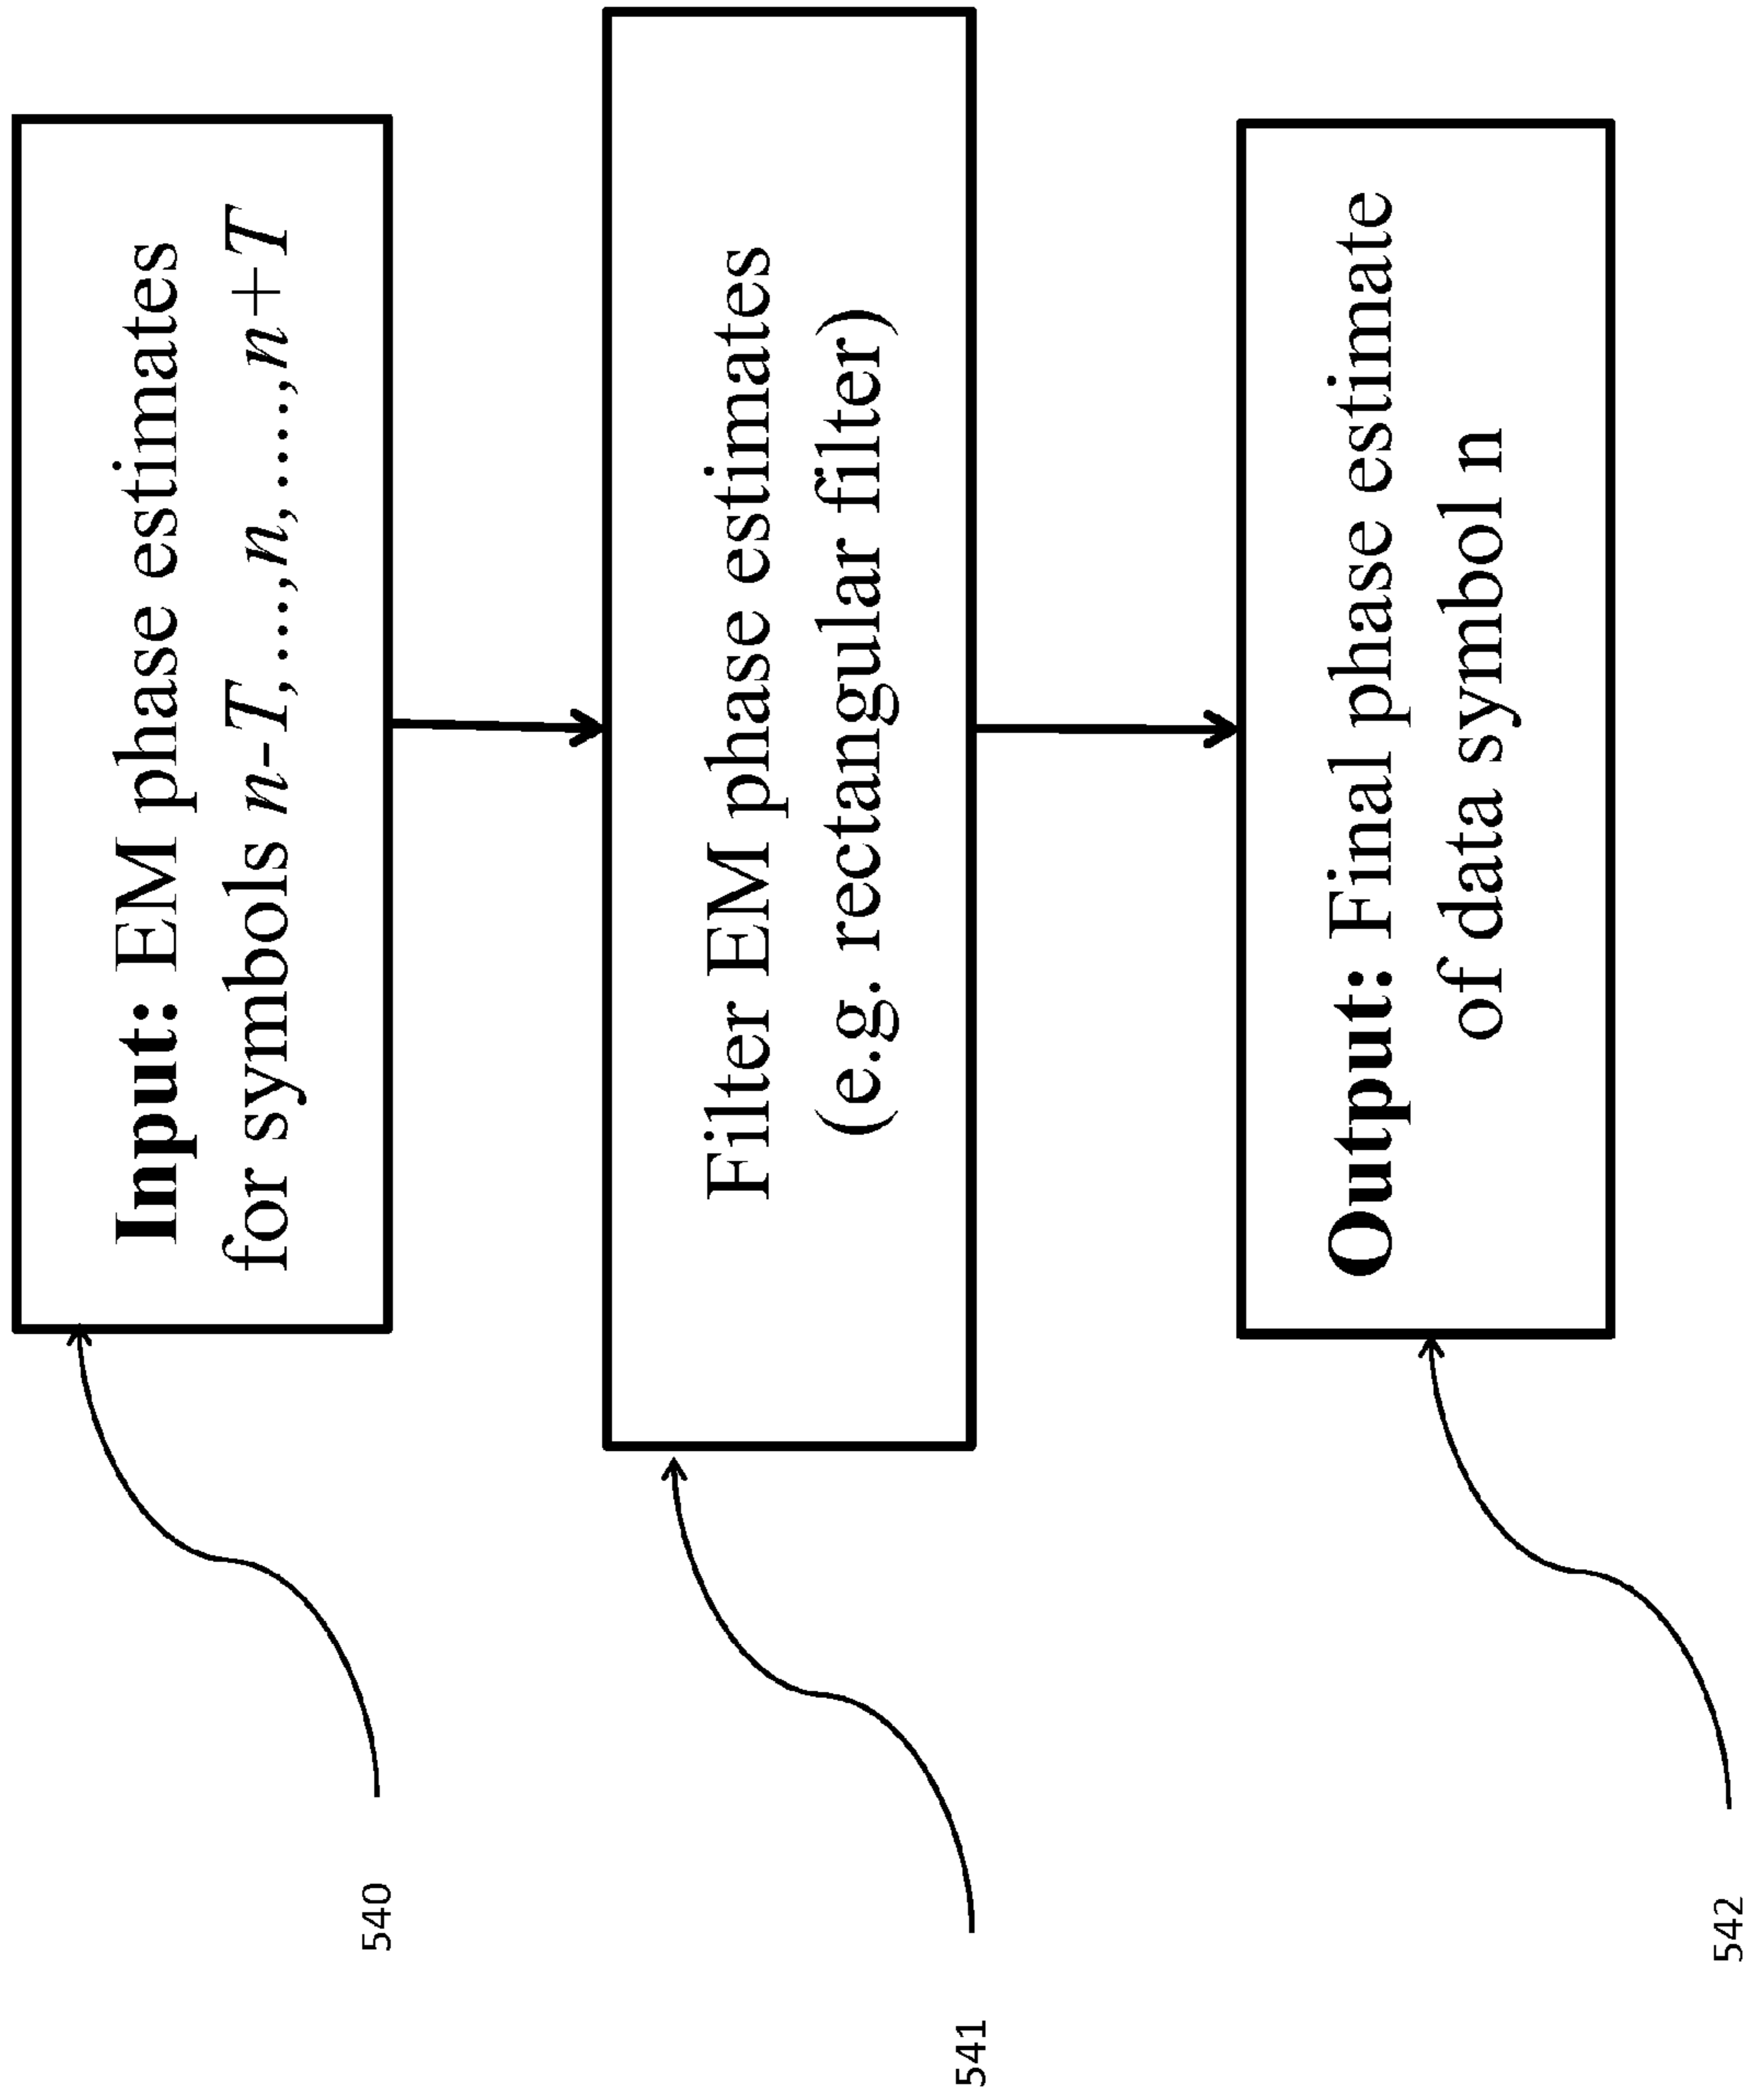 Input: EM phase estimates
for symbols n-T,...,n,....,n+T
540
Filter EM phase estimates
(e.g. rectangular filter)
541
Output: Final phase estimate
of data symbol n
542